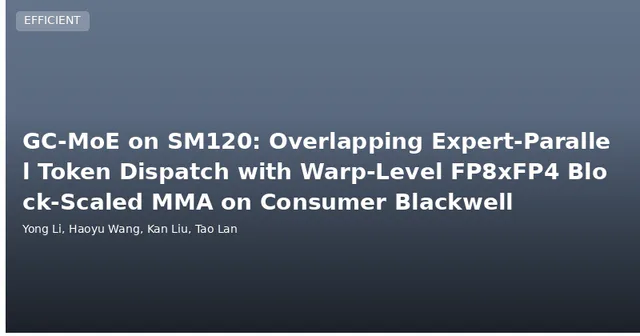 EFFICIENT
GC-MoE on SM120: Overlapping Expert-Paralle
l Token Dispatch with Warp-Level FP8xFP4 Blo
ck-Scaled MMA on Consumer Blackwell
Yong Li, Haoyu Wang, Kan Liu, Tao Lan